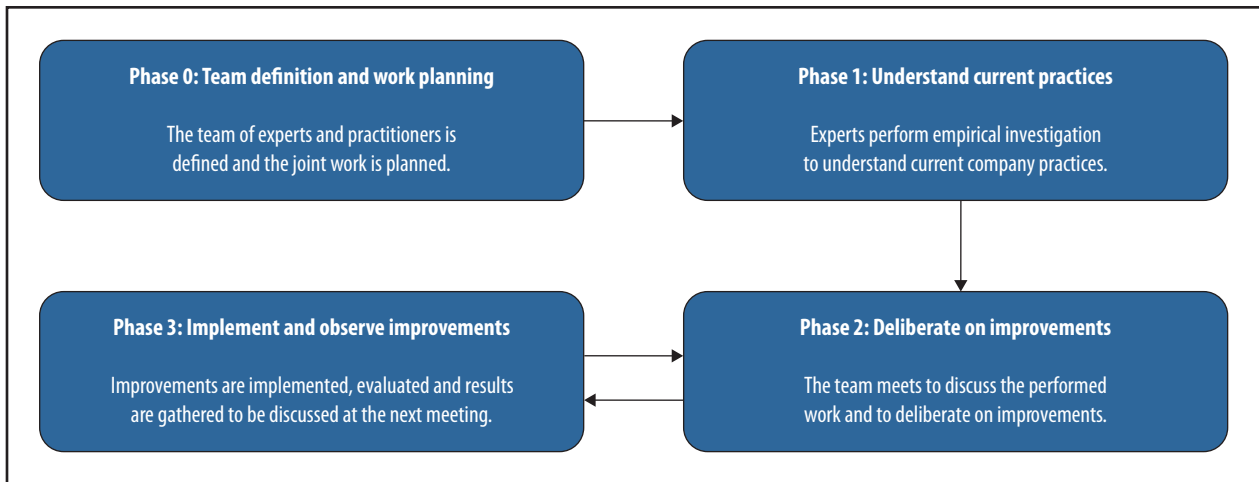 Phase 0: Team definition and work planning
The team of experts and practitioners is
defined and the joint work is planned.
Phase 1: Understand current practices
Experts perform empirical investigation
to understand current company practices.
Phase 3: Implement and observe improvements
Improvements are implemented, evaluated and results
are gathered to be discussed at the next meeting.
Phase 2: Deliberate on improvements
The team meets to discuss the performed
work and to deliberate on improvements.